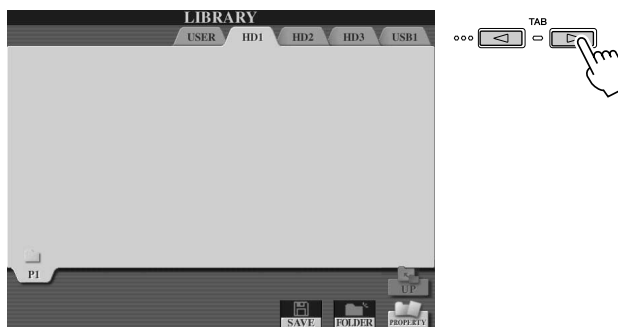 LIBRARY
USER HD1 HD2 HD3 USB1
TAB
P1
UP
SAVE FOLDER PROPERTY